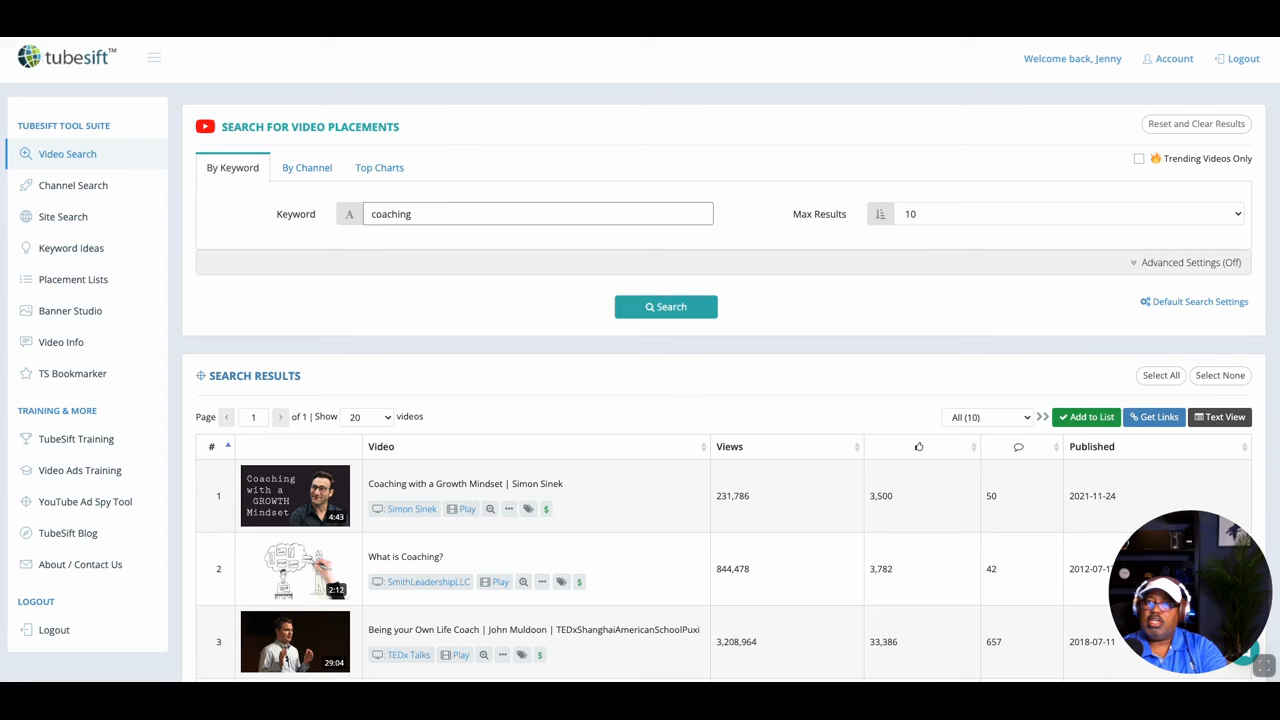 tubesift™
Welcome back, Jenny
Account
Logout
TUBESIFT TOOL SUITE
Video Search
Channel Search
Site Search
Keyword Ideas
Placement Lists
Banner Studio
Video Info
TS Bookmarker
TRAINING & MORE
TubeSift Training
Video Ads Training
YouTube Ad Spy Tool
TubeSift Blog
About / Contact Us
LOGOUT
Logout
SEARCH FOR VIDEO PLACEMENTS
Reset and Clear Results
By Keyword
By Channel
Top Charts
Trending Videos Only
Keyword
A
coaching
Max Results
10
Advanced Settings (Off)
Search
Default Search Settings
SEARCH RESULTS
Select All
Select None
Page
1
of 1 | Show
20
videos
All (10)
Add to List
Get Links
Text View
#
Video
Views
Published
1
Coaching
with a
GROWTH
Mindset
4:43
Coaching with a Growth Mindset | Simon Sinek
Simon Sinek
Play
$
231,786
3,500
50
2021-11-24
2
2:12
What is Coaching?
SmithLeadershipLLC
Play
$
844,478
3,782
42
3
29:04
Being your Own Life Coach | John Muldoon | TEDxShanghaiAmericanSchoolPuxi
TEDx Talks
Play
$
3,208,964
33,386
657
2018-07-11